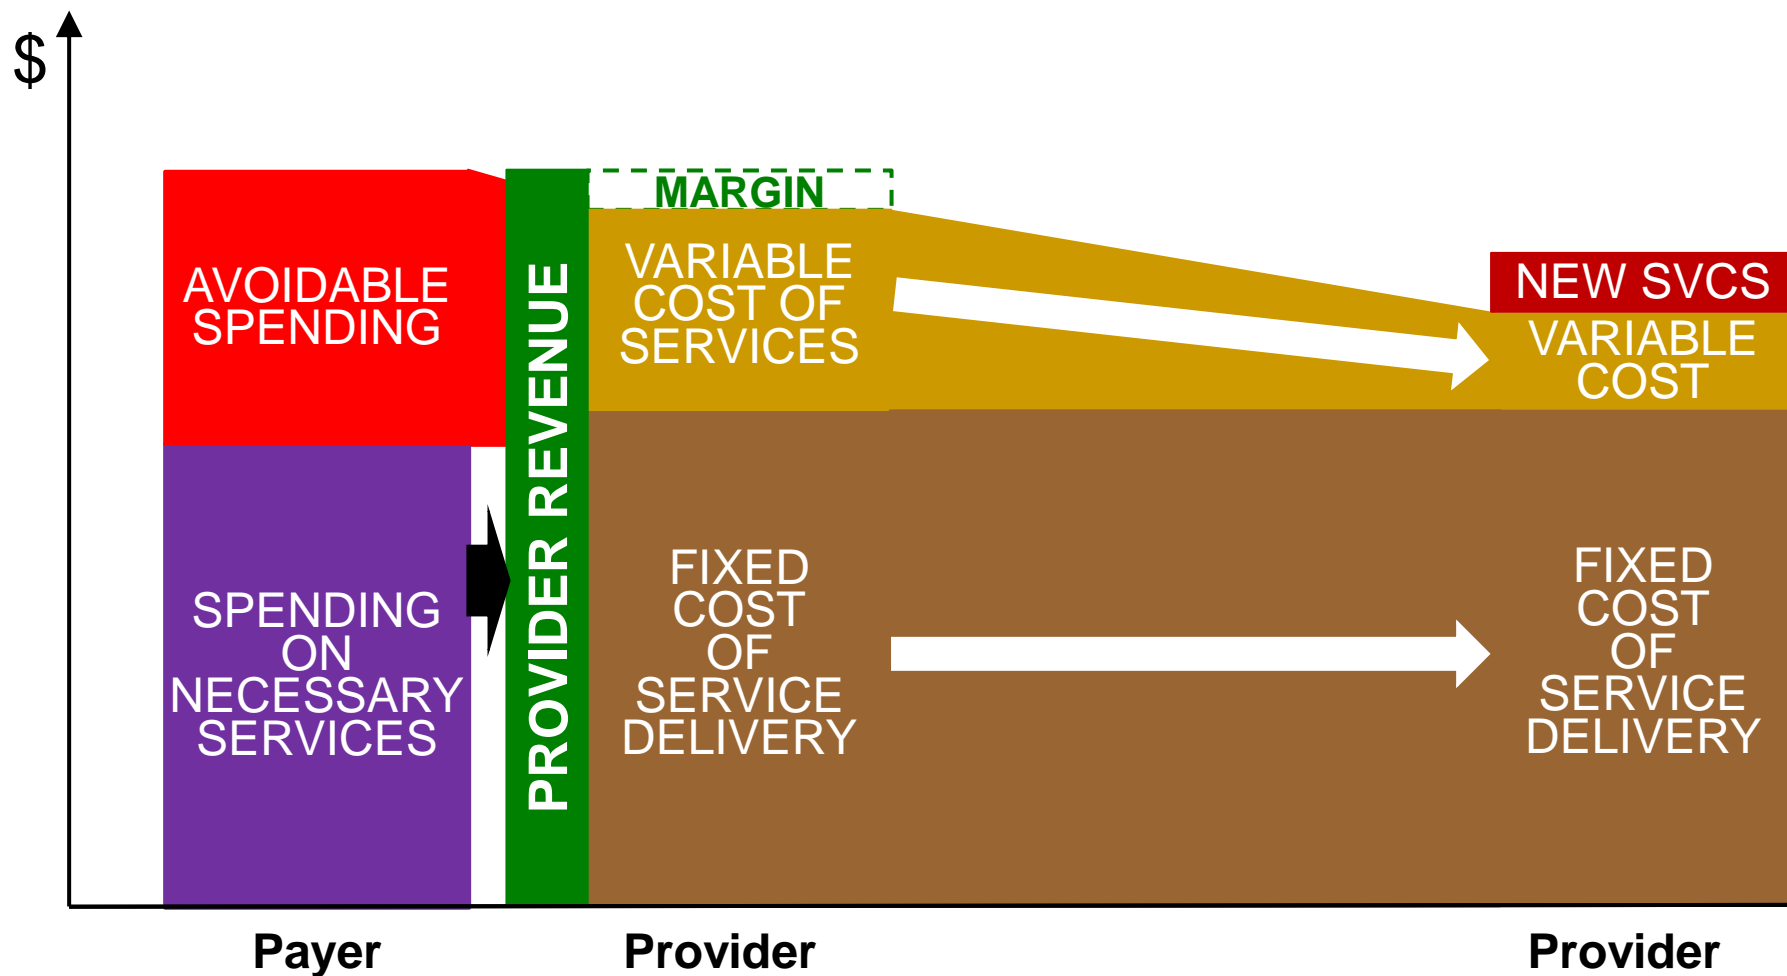 $
AVOIDABLE
SPENDING
SPENDING
ON
NECESSARY
SERVICES
PROVIDER REVENUE
MARGIN
VARIABLE
COST OF
SERVICES
FIXED
COST
OF
SERVICE
DELIVERY
NEW SVCS
VARIABLE
COST
FIXED
COST
OF
SERVICE
DELIVERY
Payer
Provider
Provider